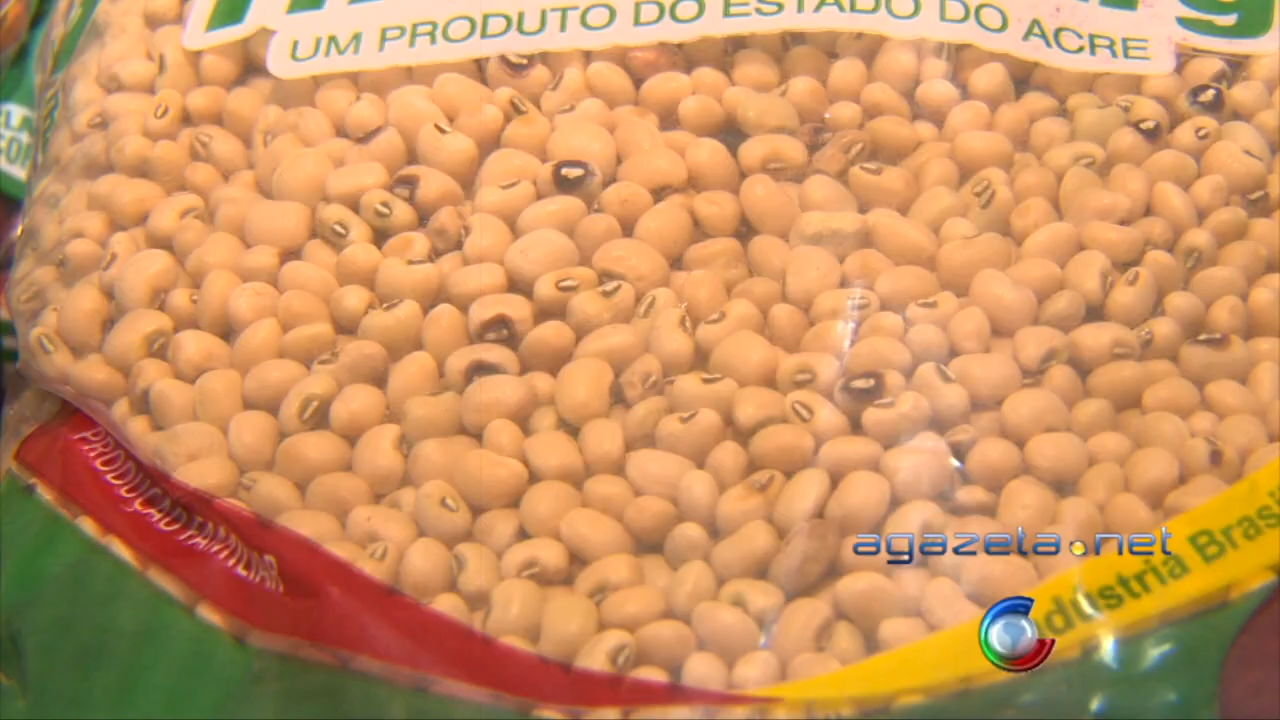 UM PRODUTO DO ESTADO DO ACRE
PRODUÇÃO FAMILIAR
agazeta.net
Indústria Brasi